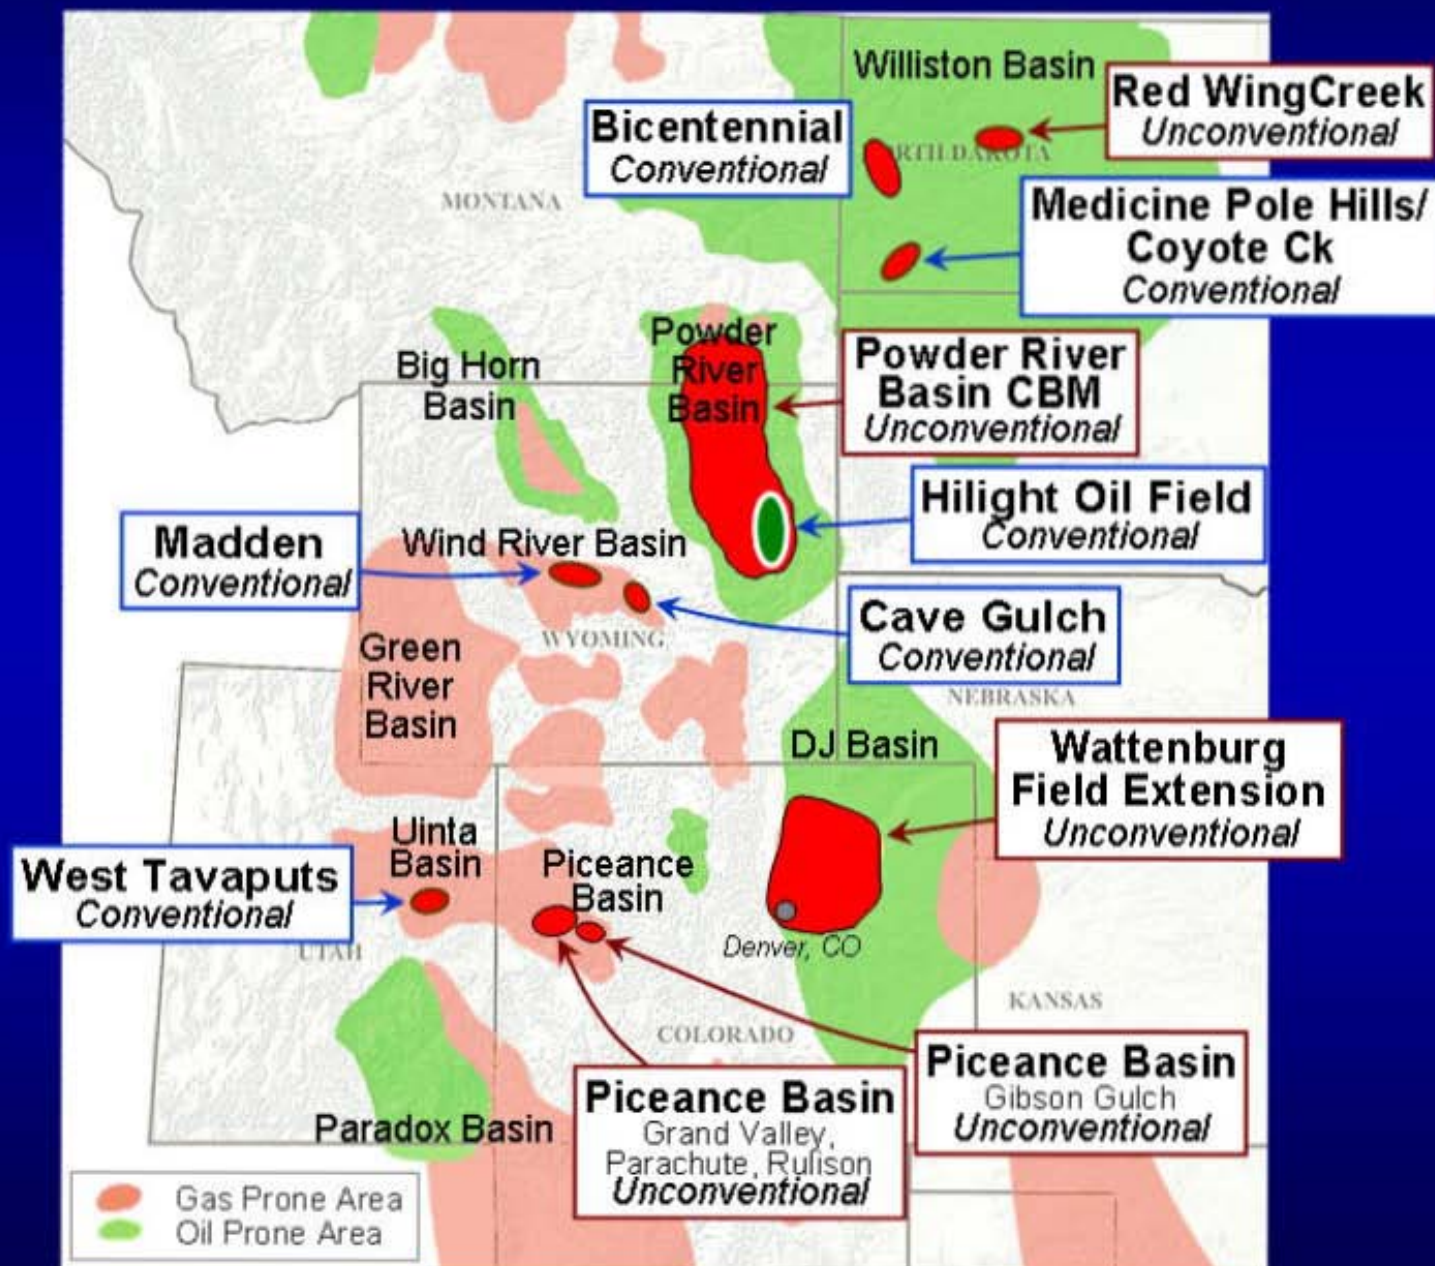 Williston Basin
Red WingCreek
Unconventional
Bicentennial
Conventional
RTH DAKOTA
MONTANA
Medicine Pole Hills/
Coyote Ck
Conventional
Powder
River
Basin
Big Horn
Basin
Powder River
Basin CBM
Unconventional
Hilight Oil Field
Conventional
Madden
Conventional
Wind River Basin
Cave Gulch
Conventional
WYOMING
Green
River
Basin
NEBRASKA
DJ Basin
Wattenburg
Field Extension
Unconventional
Uinta
Basin
Piceance
Basin
West Tavaputs
Conventional
Denver, CO
UTAH
KANSAS
COLORADO
Piceance Basin
Gibson Gulch
Unconventional
Piceance Basin
Grand Valley,
Parachute, Rulison
Unconventional
Paradox Basin
Gas Prone Area
Oil Prone Area